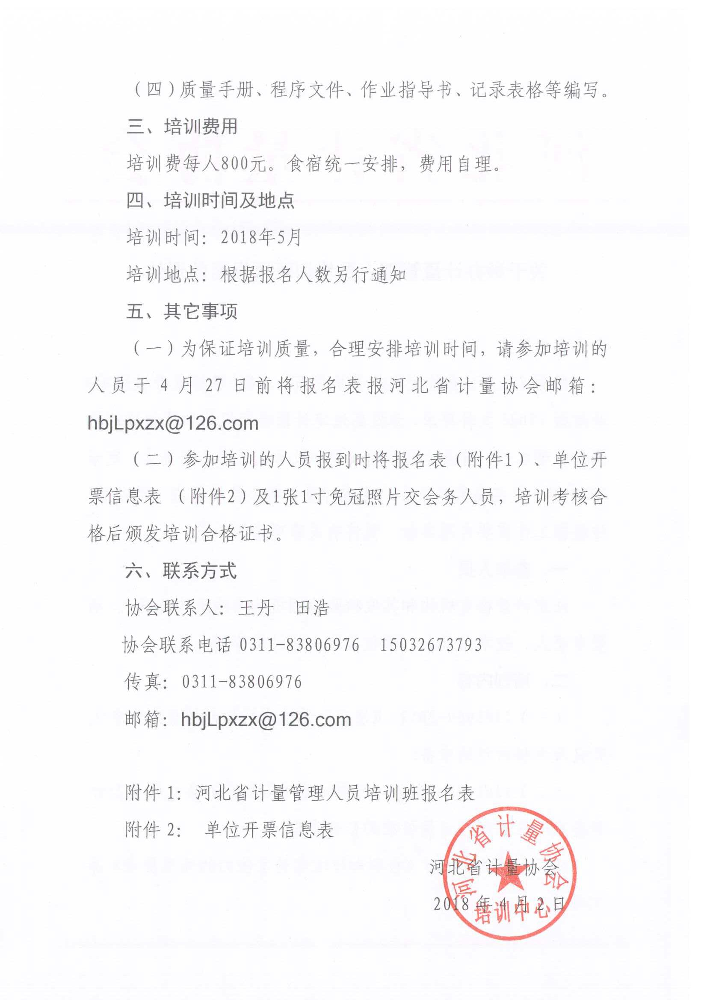 （四）质量手册、程序文件、作业指导书、记录表格等编写。
三、培训费用
培训费每人800元。食宿统一安排，费用自理。
四、培训时间及地点
培训时间：2018年5月
培训地点：根据报名人数另行通知
五、其它事项
（一）为保证培训质量，合理安排培训时间，请参加培训的
人员于 4 月 27 日前将报名表报河北省计量协会邮箱：
hbjLpxzx@126.com
（二）参加培训的人员报到时将报名表（附件1）、单位开
票信息表 （附件2）及1张1寸免冠照片交会务人员，培训考核合
格后颁发培训合格证书。
六、联系方式
协会联系人：王丹 田浩
协会联系电话 0311-83806976 15032673793
传真：0311-83806976
邮箱：hbjLpxzx@126.com
附件 1：河北省计量管理人员培训班报名表
附件 2： 单位开票信息表
河北省计量协会
2018 年 4 月 2 日
河北省计量协会
培训中心